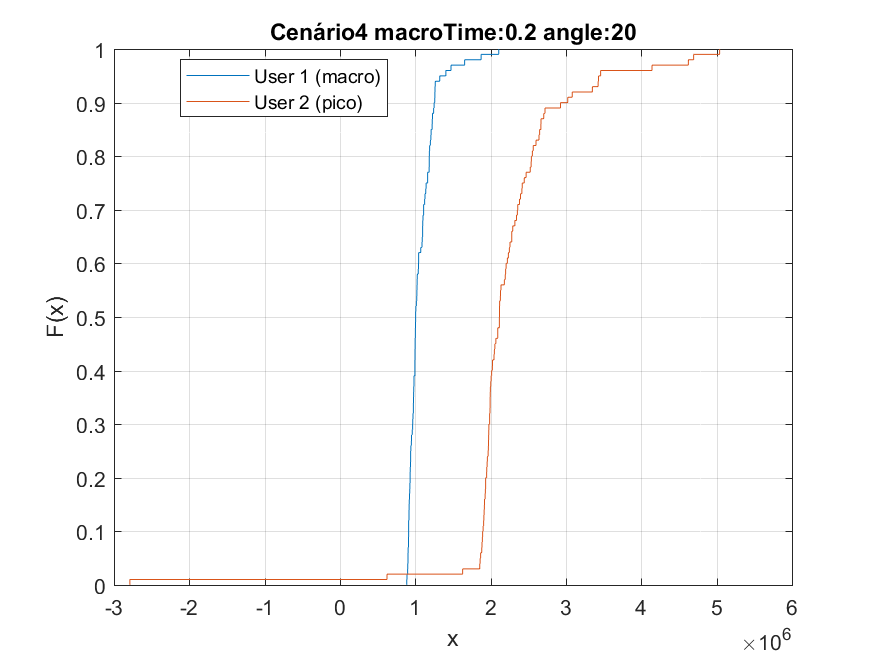 Cenário4 macroTime:0.2 angle:20
User 1 (macro)
User 2 (pico)
1
0.9
0.8
0.7
0.6
0.5
0.4
0.3
0.2
0.1
0
F(x)
-3 -2 -1 0 1 2 3 4 5 6
x
×10⁶